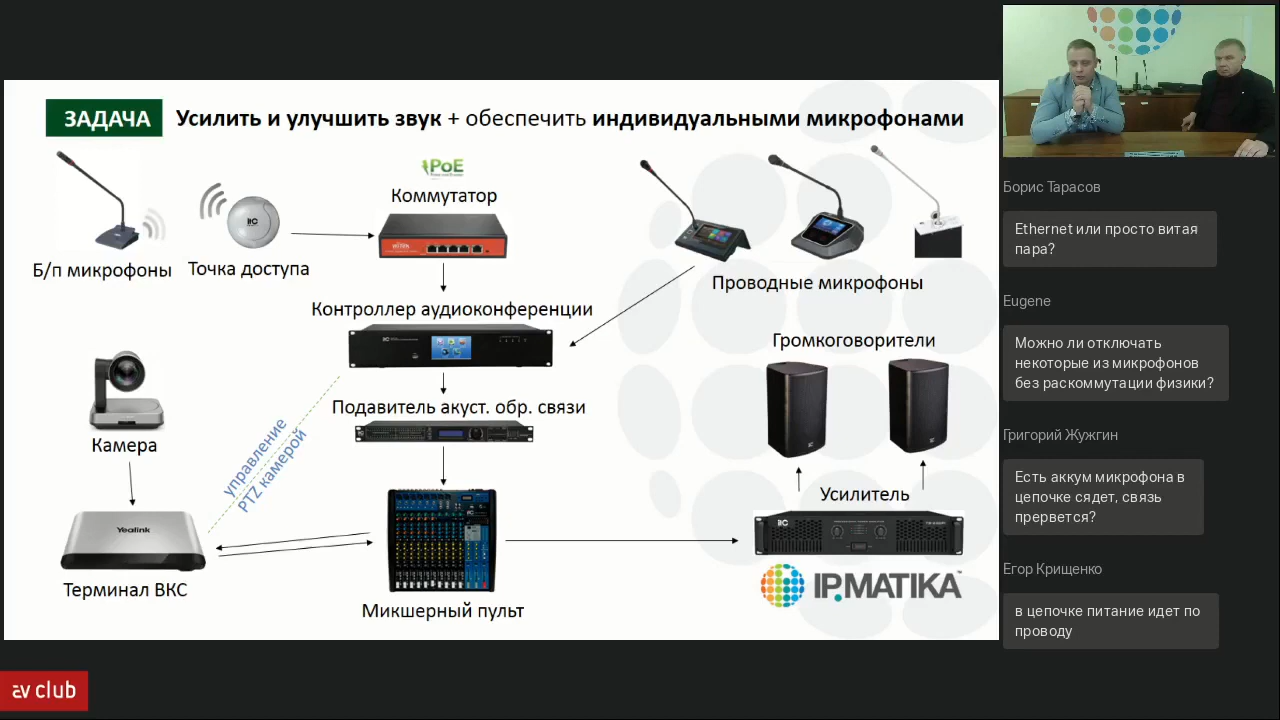 ЗАДАЧА
Усилить и улучшить звук + обеспечить индивидуальными микрофонами
PoE
Коммутатор
Б/п микрофоны
Точка доступа
Проводные микрофоны
Контроллер аудиоконференции
Громкоговорители
Подавитель акуст. обр. связи
Камера
управление
PTZ камерой
Усилитель
Yealink
Терминал ВКС
Микшерный пульт
IPMATIKA
av club
Борис Тарасов
Ethernet или просто витая
пара?
Eugene
Можно ли отключать
некоторые из микрофонов
без раскоммутации физики?
Григорий Жужгин
Есть аккум микрофона в
цепочке сядет, связь
прервется?
Егор Крищенко
в цепочке питание идет по
проводу